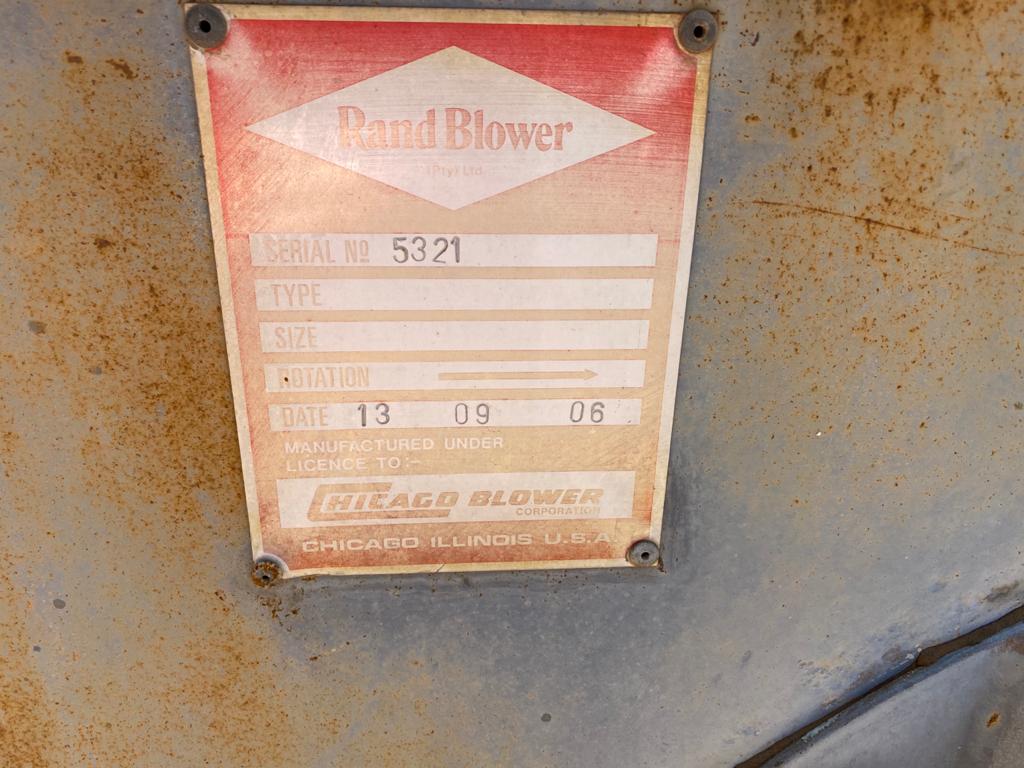 Rand Blower
(Pty) Ltd
SERIAL Nº 5321
TYPE
SIZE
ROTATION
DATE 13 09 06
MANUFACTURED UNDER
LICENCE TO:-
CHICAGO BLOWER
CORPORATION
CHICAGO ILLINOIS U.S.A.